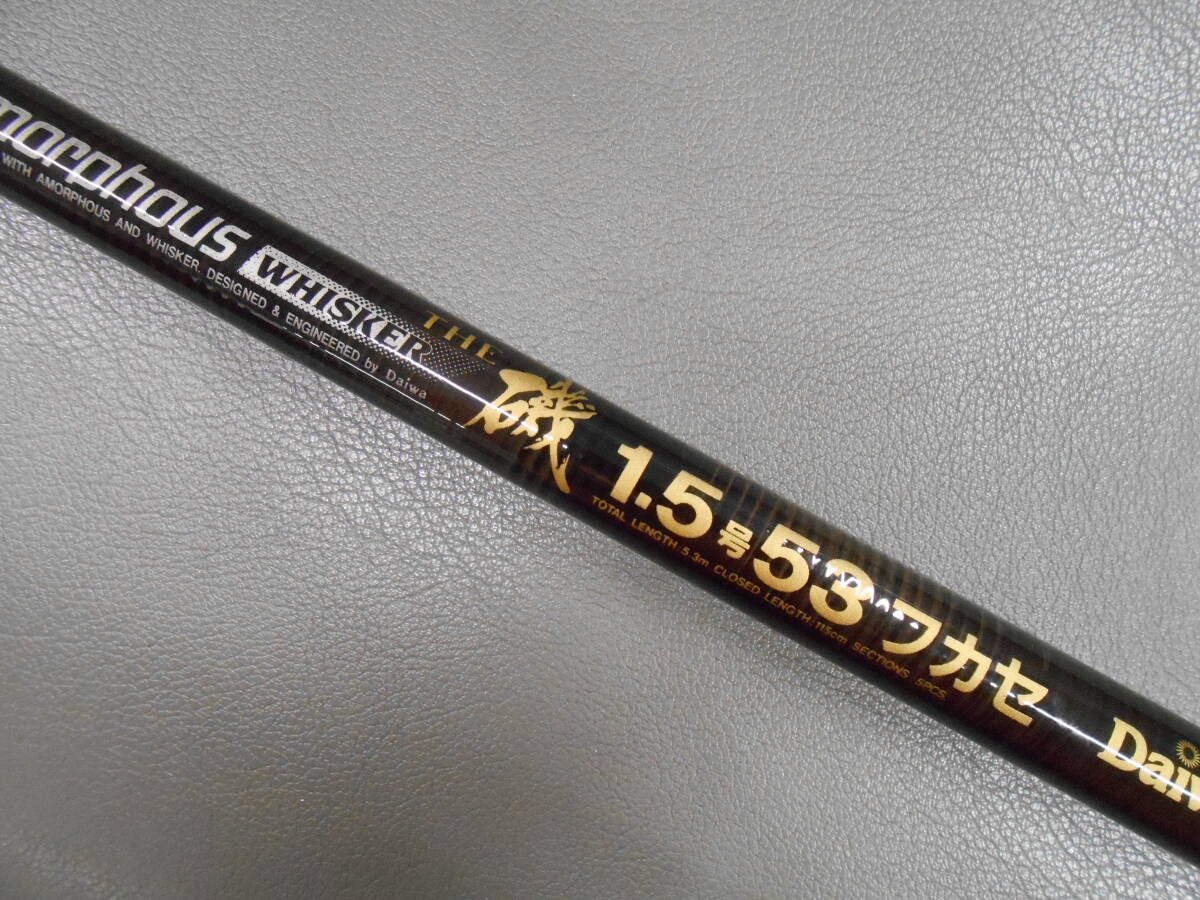 morphous WHISKER
WITH AMORPHOUS AND WHISKER. DESIGNED & ENGINEERED by Daiwa
THE 磯 1.5号53フカセ
TOTAL LENGTH:5.3m CLOSED LENGTH:115cm SECTIONS:5PCS
Daiw